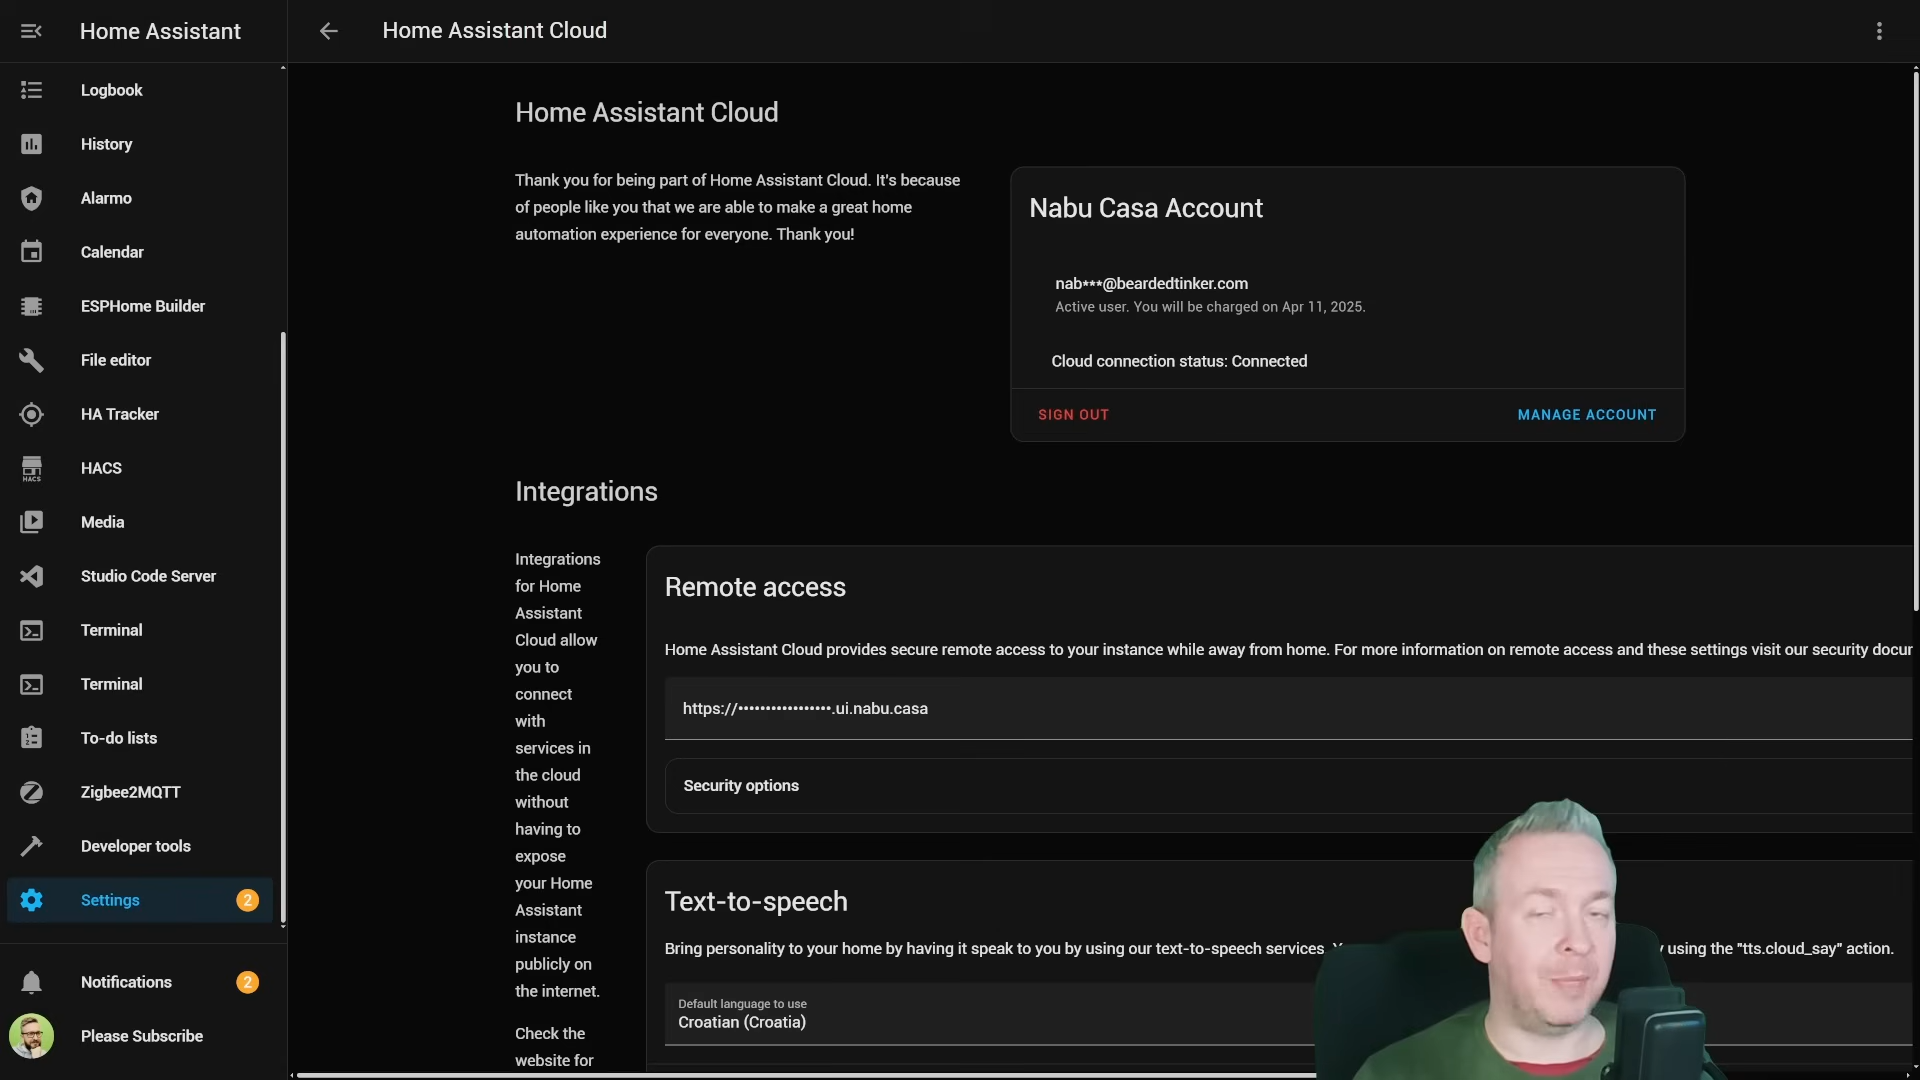 Home Assistant
Home Assistant Cloud
Logbook
History
Alarmo
Calendar
ESPHome Builder
File editor
HA Tracker
HACS
HACS
Media
Studio Code Server
Terminal
Terminal
To-do lists
Zigbee2MQTT
Developer tools
Settings
2
Notifications
2
Please Subscribe
Home Assistant Cloud
Thank you for being part of Home Assistant Cloud. It's because
of people like you that we are able to make a great home
automation experience for everyone. Thank you!
Nabu Casa Account
nab***@beardedtinker.com
Active user. You will be charged on Apr 11, 2025.
Cloud connection status: Connected
SIGN OUT
MANAGE ACCOUNT
Integrations
Integrations
for Home
Assistant
Cloud allow
you to
connect
with
services in
the cloud
without
having to
expose
your Home
Assistant
instance
publicly on
the internet.
Check the
website for
Remote access
Home Assistant Cloud provides secure remote access to your instance while away from home. For more information on remote access and these settings visit our security docur
https://•••••••••••••••••.ui.nabu.casa
Security options
Text-to-speech
Bring personality to your home by having it speak to you by using our text-to-speech services. using the "tts.cloud_say" action.
Default language to use
Croatian (Croatia)